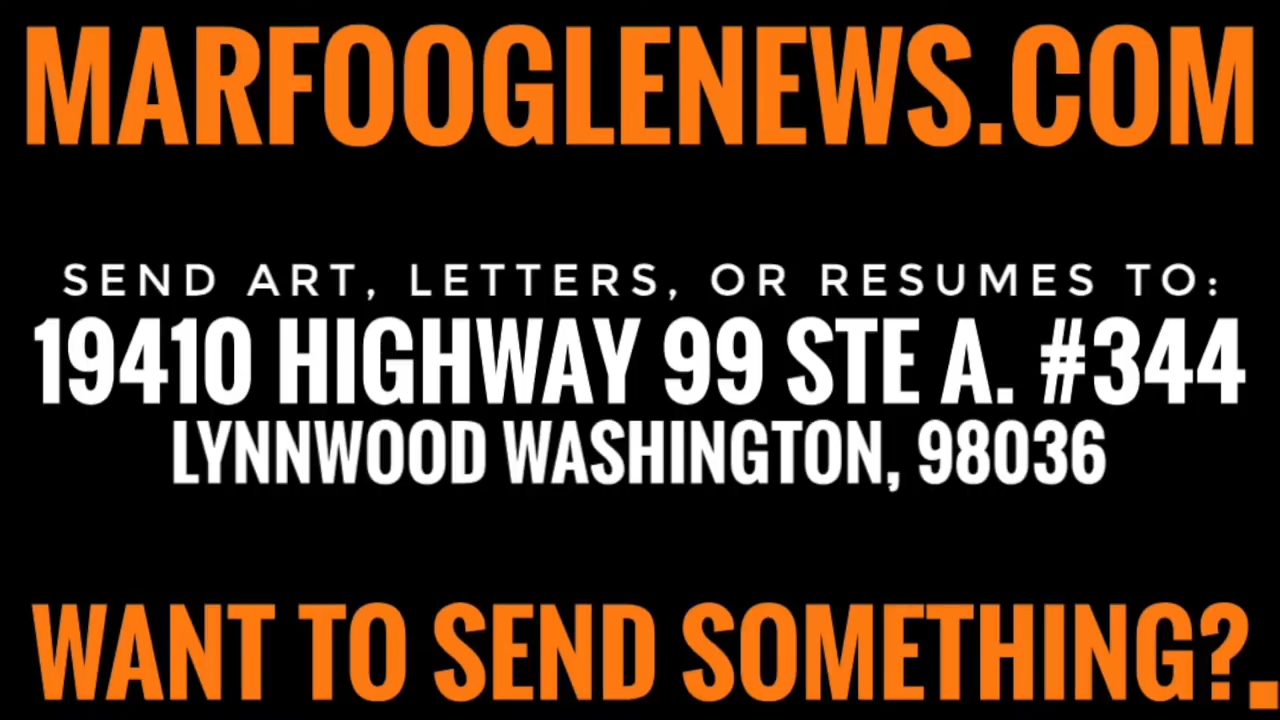 MARFOOGLENEWS.COM
SEND ART, LETTERS, OR RESUMES TO:
19410 HIGHWAY 99 STE A. #344
LYNNWOOD WASHINGTON, 98036
WANT TO SEND SOMETHING?.